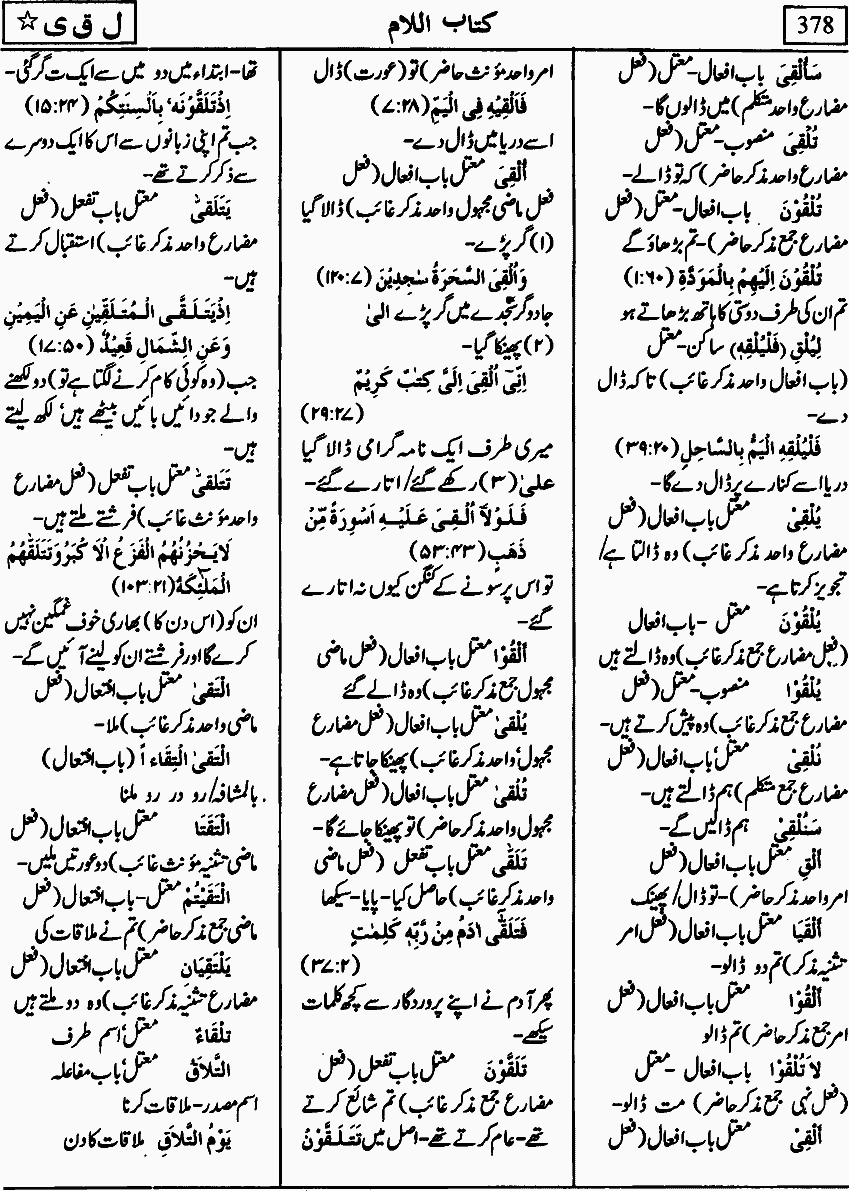 378
کتاب اللام
ل ق ی ☆
سَأُلْقِیَ باب افعال-معتل (فعل
مضارع واحد متکلم) میں ڈالوں گا-
تُلْقِیَ منصوب-معتل (فعل
مضارع واحد مذکر حاضر) کہ تو ڈالے-
تُلْقُوْنَ باب افعال-معتل (فعل
مضارع جمع مذکر حاضر)-تم بڑھاؤ گے
تُلْقُوْنَ اِلَیْهِمْ بِالْمَوَدَّةِ (۱:۶۰)
تم ان کی طرف دوستی کا ہاتھ بڑھاتے ہو
لِیُلْقِ (فَلْیُلْقِهٖ) ساکن-معتل
(باب افعال واحد مذکر غائب) تاکہ ڈال
دے-
فَلْیُلْقِهِ الْیَمُّ بِالسَّاحِلِ (۳۹:۲۰)
دریا اسے کنارے پر ڈال دے گا-
یُلْقِیْ معتل باب افعال (فعل
مضارع واحد مذکر غائب) وہ ڈالتا ہے/
تجویز کرتا ہے-
یُلْقُوْنَ معتل -باب افعال
(فعل مضارع جمع مذکر غائب) وہ ڈالتے ہیں
یُلْقُوْا منصوب-معتل (فعل
مضارع جمع مذکر غائب) وہ پیش کرتے ہیں-
نُلْقِیْ معتل باب افعال (فعل
مضارع جمع متکلم) ہم ڈالتے ہیں-
سَنُلْقِیْ ہم ڈالیں گے-
اَلْقِ معتل باب افعال (فعل
امر واحد مذکر حاضر)-تو ڈال/پھینک
اَلْقَیَا معتل باب افعال (فعل امر
تثنیہ مذکر) تم دو ڈالو-
اَلْقُوْا معتل باب افعال (فعل
امر جمع مذکر حاضر) تم ڈالو
لَا تُلْقُوْا باب افعال -معتل
(فعل نہی جمع مذکر حاضر) مت ڈالو-
اَلْقِیْ معتل باب افعال (فعل
امر واحد مؤنث حاضر) تو (عورت) ڈال
فَاَلْقِیْهِ فِی الْیَمِّ (۷:۲۸)
اسے دریا میں ڈال دے-
اُلْقِیَ معتل باب افعال (فعل
فعل ماضی مجہول واحد مذکر غائب) ڈالا گیا
(۱) گر پڑے-
وَاُلْقِیَ السَّحَرَةُ سٰجِدِیْنَ (۱۲۰:۷)
جادوگر سجدے میں گر پڑے الیٰ
(۲) پھینکا گیا-
اِنِّیْٓ اُلْقِیَ اِلَیَّ کِتٰبٌ کَرِیْمٌ
(۲۹:۲۷)
میری طرف ایک نامہ گرامی ڈالا گیا
علیٰ (۳) رکھے گئے/اتارے گئے-
فَلَوْلَآ اُلْقِیَ عَلَیْهِ اَسْوِرَةٌ مِّنْ
ذَهَبٍ (۵۳:۴۳)
تو اس پر سونے کے کنگن کیوں نہ اتارے
گئے-
اُلْقُوْا معتل باب افعال (فعل ماضی
مجہول جمع مذکر غائب) وہ ڈالے گئے
یُلْقٰی معتل باب افعال (فعل مضارع
مجہول واحد مذکر غائب) پھینکا جاتا ہے-
تُلْقٰی معتل باب افعال (فعل مضارع
مجہول واحد مذکر حاضر) تو پھینکا جائے گا-
تَلَقّٰی معتل باب تفعل (فعل ماضی
واحد مذکر غائب) حاصل کیا-پایا-سیکھا
فَتَلَقّٰٓی اٰدَمُ مِنْ رَّبِّهٖ کَلِمٰتٍ
(۳۷:۲)
پھر آدم نے اپنے پروردگار سے کچھ کلمات
سیکھے-
تَلَقَّوْنَ معتل باب تفعل (فعل
مضارع جمع مذکر غائب) تم شائع کرتے
تھے-عام کرتے تھے-اصل میں تَتَلَقَّوْنَ
تھا-ابتداء میں دو میں سے ایک ت گر گئی-
اِذْتَلَقَّوْنَهٗ بِاَلْسِنَتِکُمْ (۱۵:۲۴)
جب تم اپنی زبانوں سے اس کا ایک دوسرے
سے ذکر کرتے تھے-
یَتَلَقّٰی معتل باب تفعل (فعل
مضارع واحد مذکر غائب) استقبال کرتے
ہیں-
اِذْیَتَلَقَّی الْمُتَلَقِّیٰنِ عَنِ الْیَمِیْنِ
وَعَنِ الشِّمَالِ قَعِیْدٌ (۱۷:۵۰)
جب (وہ کوئی کام کرنے لگتا ہے تو) دو لکھنے
والے جو دائیں بائیں بیٹھے ہیں لکھ لیتے
ہیں-
تَتَلَقّٰی معتل باب تفعل (فعل مضارع
واحد مؤنث غائب) فرشتے ملتے ہیں-
لَا یَحْزُنُهُمُ الْفَزَعُ الْاَ کْبَرُوَتَتَلَقّٰهُمُ
الْمَلٰٓئِکَةُ (۱۰۳:۲۱)
ان کو (اس دن کا) بھاری خوف غمگین نہیں
کرے گا اور فرشتے ان کو لینے آئیں گے-
الْتَقٰی معتل باب افتعال (فعل
ماضی واحد مذکر غائب) ملا-
الْتَقٰی الْتِقَاء اً (باب افتعال)
بالمشافہ/رو در رو ملنا
الْتَقَتَا معتل باب افتعال (فعل
ماضی تثنیہ مؤنث غائب) دو عورتیں ملیں-
الْتَقَیْتُمْ معتل-باب افتعال (فعل
ماضی جمع مذکر حاضر) تم نے ملاقات کی
یَلْتَقِیَانِ معتل باب افتعال (فعل
مضارع تثنیہ مذکر غائب) وہ دو ملتے ہیں
تِلْقَاءَ معتل اسم ظرف
التَّلَاقِ معتل باب مفاعلہ
اسم مصدر-ملاقات کرنا
یَوْمُ التَّلَاقِ ملاقات کا دن